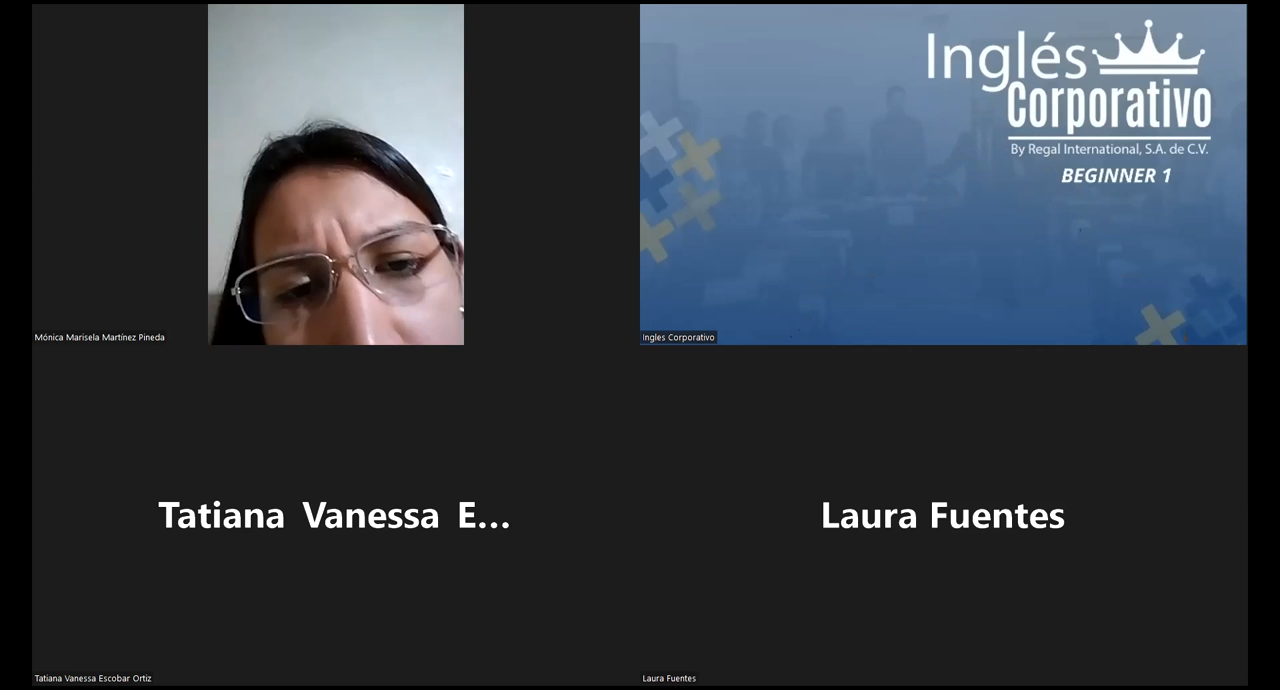 Inglés
Corporativo
By Regal International, S.A. de C.V.
BEGINNER 1
Mónica Marisela Martínez Pineda
Ingles Corporativo
Tatiana Vanessa E...
Laura Fuentes
Tatiana Vanessa Escobar Ortiz
Laura Fuentes